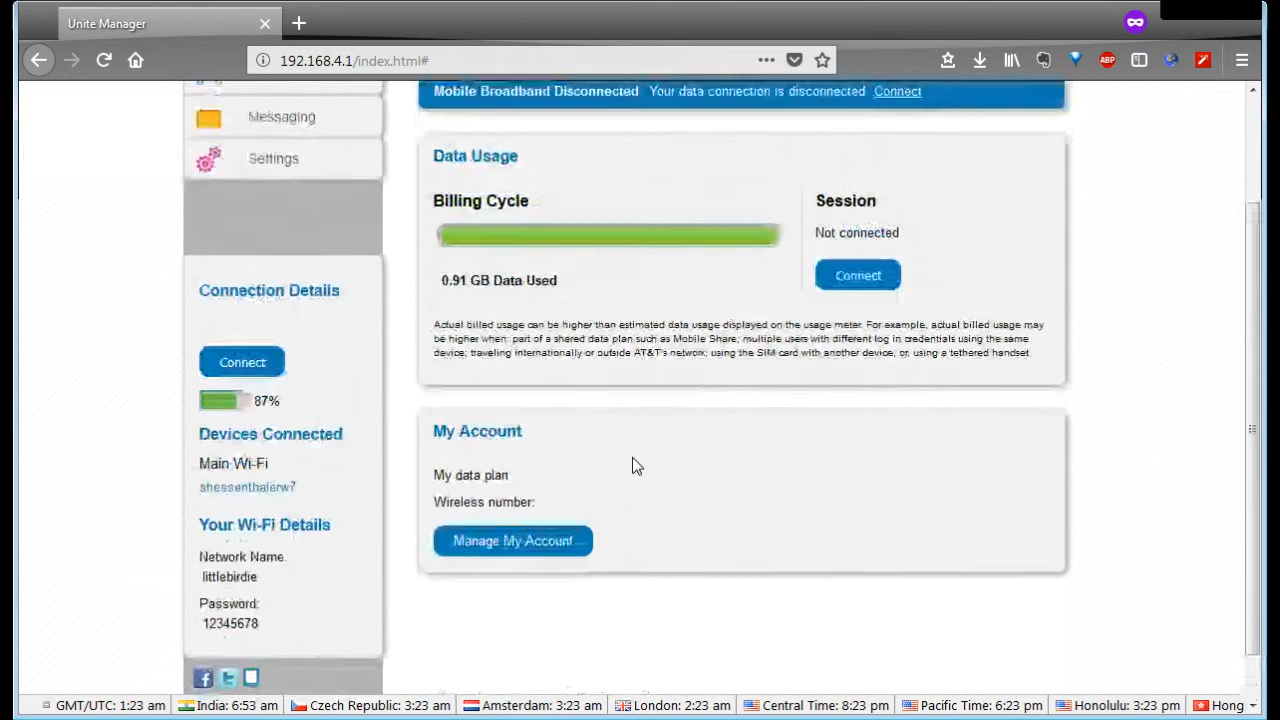 Unite Manager
192.168.4.1/index.html#
ABP
Messaging
Settings
Connection Details
Connect
87%
Devices Connected
Main Wi-Fi
shessenthalerw7
Your Wi-Fi Details
Network Name.
littlebirdie
Password:
12345678
Mobile Broadband Disconnected Your data connection is disconnected Connect
Data Usage
Billing Cycle
0.91 GB Data Used
Session
Not connected
Connect
Actual billed usage can be higher than estimated data usage displayed on the usage meter. For example, actual billed usage may
be higher when: part of a shared data plan such as Mobile Share; multiple users with different log in credentials using the same
device; traveling internationally or outside AT&T's network; using the SIM card with another device, or, using a tethered handset
My Account
My data plan
Wireless number:
Manage My Account
GMT/UTC: 1:23 am India: 6:53 am Czech Republic: 3:23 am Amsterdam: 3:23 am London: 2:23 am Central Time: 8:23 pm Pacific Time: 6:23 pm Honolulu: 3:23 pm Hong